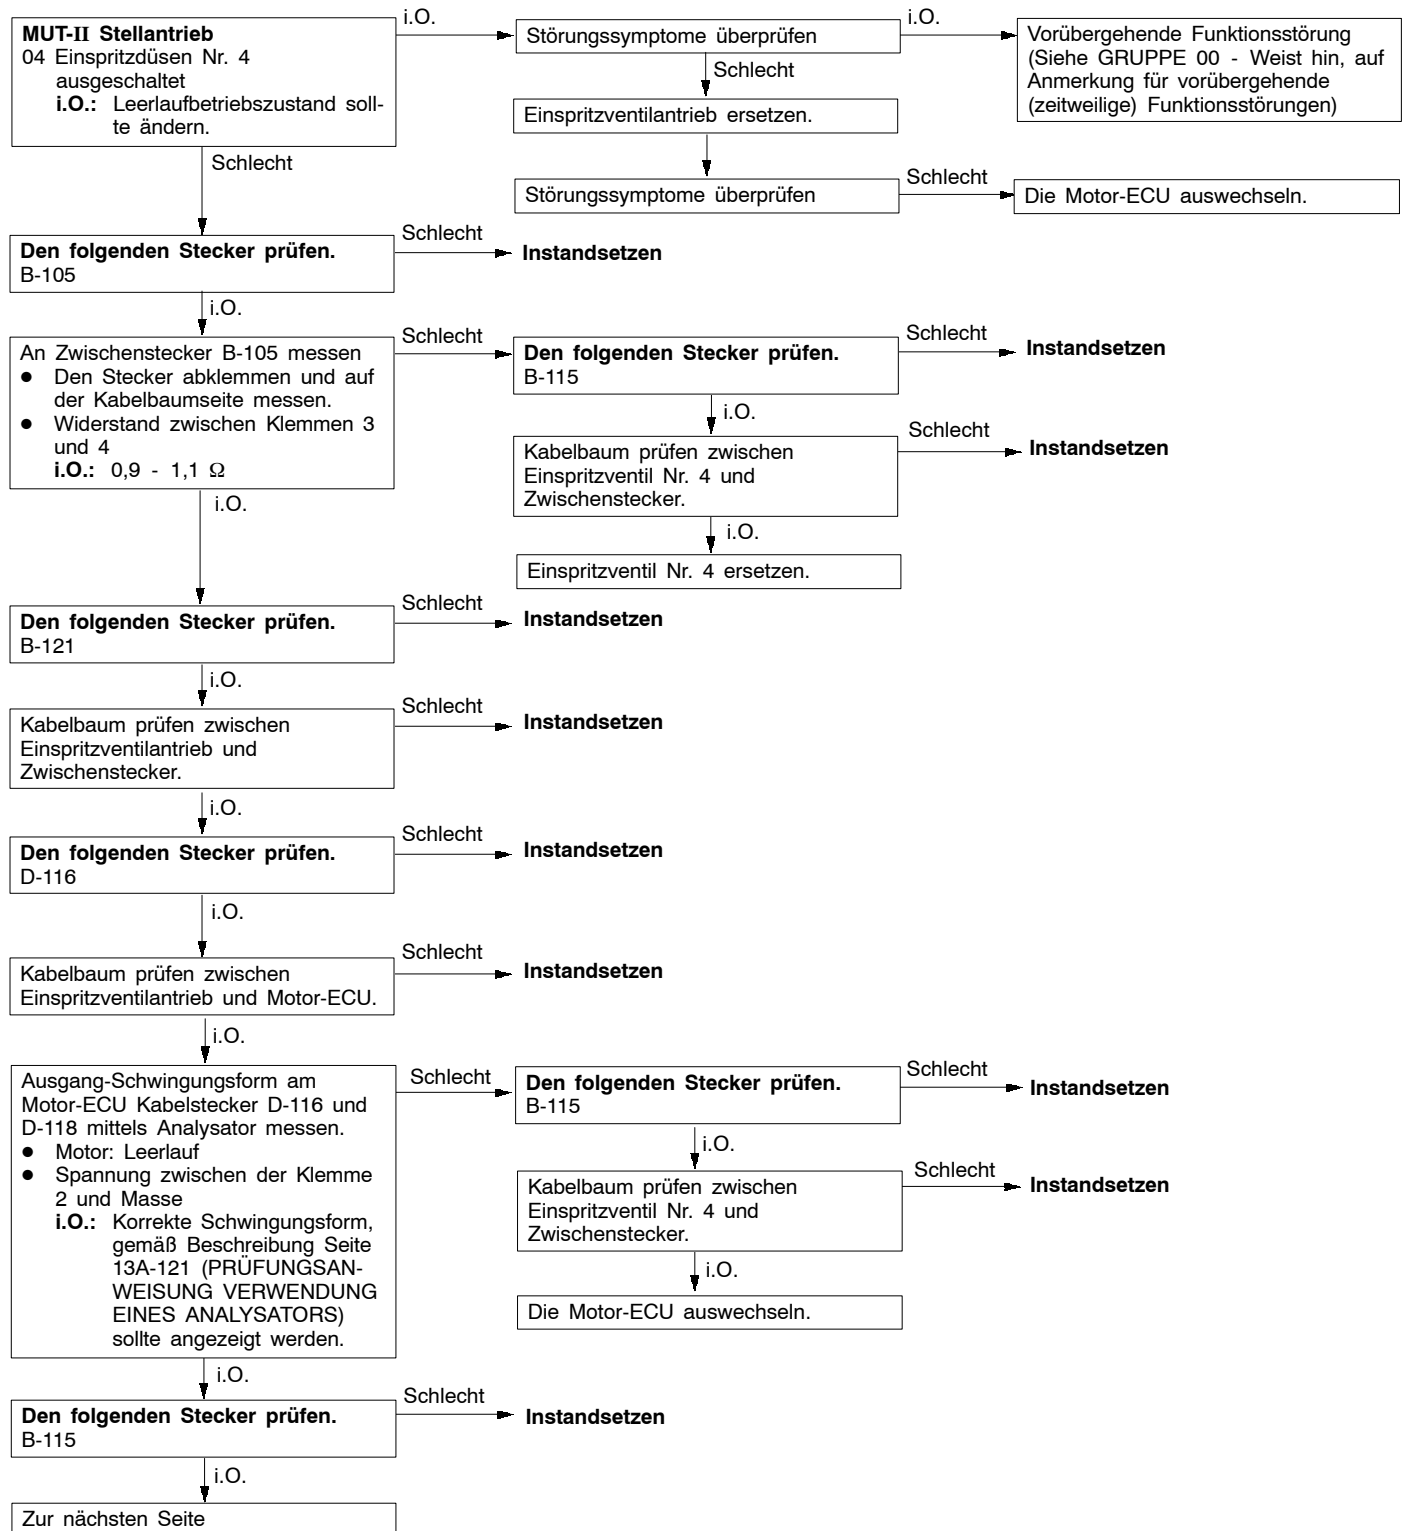 MUT-II Stellantrieb
04 Einspritzdüsen Nr. 4
ausgeschaltet
i.O.: Leerlaufbetriebszustand soll-
te ändern.
i.O.
Störungssymptome überprüfen
i.O.
Vorübergehende Funktionsstörung
(Siehe GRUPPE 00 - Weist hin, auf
Anmerkung für vorübergehende
(zeitweilige) Funktionsstörungen)
Schlecht
Einspritzventilantrieb ersetzen.
Störungssymptome überprüfen
Schlecht
Die Motor-ECU auswechseln.
Schlecht
Den folgenden Stecker prüfen.
B-105
Schlecht
Instandsetzen
i.O.
An Zwischenstecker B-105 messen
● Den Stecker abklemmen und auf
der Kabelbaumseite messen.
● Widerstand zwischen Klemmen 3
und 4
i.O.: 0,9 - 1,1 Ω
Schlecht
Den folgenden Stecker prüfen.
B-115
Schlecht
Instandsetzen
i.O.
Kabelbaum prüfen zwischen
Einspritzventil Nr. 4 und
Zwischenstecker.
Schlecht
Instandsetzen
i.O.
Einspritzventil Nr. 4 ersetzen.
i.O.
Den folgenden Stecker prüfen.
B-121
Schlecht
Instandsetzen
i.O.
Kabelbaum prüfen zwischen
Einspritzventilantrieb und
Zwischenstecker.
Schlecht
Instandsetzen
i.O.
Den folgenden Stecker prüfen.
D-116
Schlecht
Instandsetzen
i.O.
Kabelbaum prüfen zwischen
Einspritzventilantrieb und Motor-ECU.
Schlecht
Instandsetzen
i.O.
Ausgang-Schwingungsform am
Motor-ECU Kabelstecker D-116 und
D-118 mittels Analysator messen.
● Motor: Leerlauf
● Spannung zwischen der Klemme
2 und Masse
i.O.: Korrekte Schwingungsform,
gemäß Beschreibung Seite
13A-121 (PRÜFUNGSAN-
WEISUNG VERWENDUNG
EINES ANALYSATORS)
sollte angezeigt werden.
Schlecht
Den folgenden Stecker prüfen.
B-115
Schlecht
Instandsetzen
i.O.
Kabelbaum prüfen zwischen
Einspritzventil Nr. 4 und
Zwischenstecker.
Schlecht
Instandsetzen
i.O.
Die Motor-ECU auswechseln.
i.O.
Den folgenden Stecker prüfen.
B-115
Schlecht
Instandsetzen
i.O.
Zur nächsten Seite